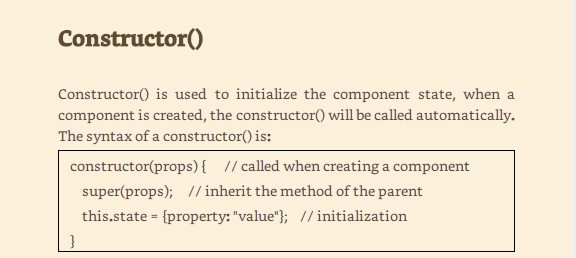 Constructor()
Constructor() is used to initialize the component state, when a
component is created, the constructor() will be called automatically.
The syntax of a constructor() is:
constructor(props) { // called when creating a component
super(props); // inherit the method of the parent
this.state = {property: "value"}; // initialization
}